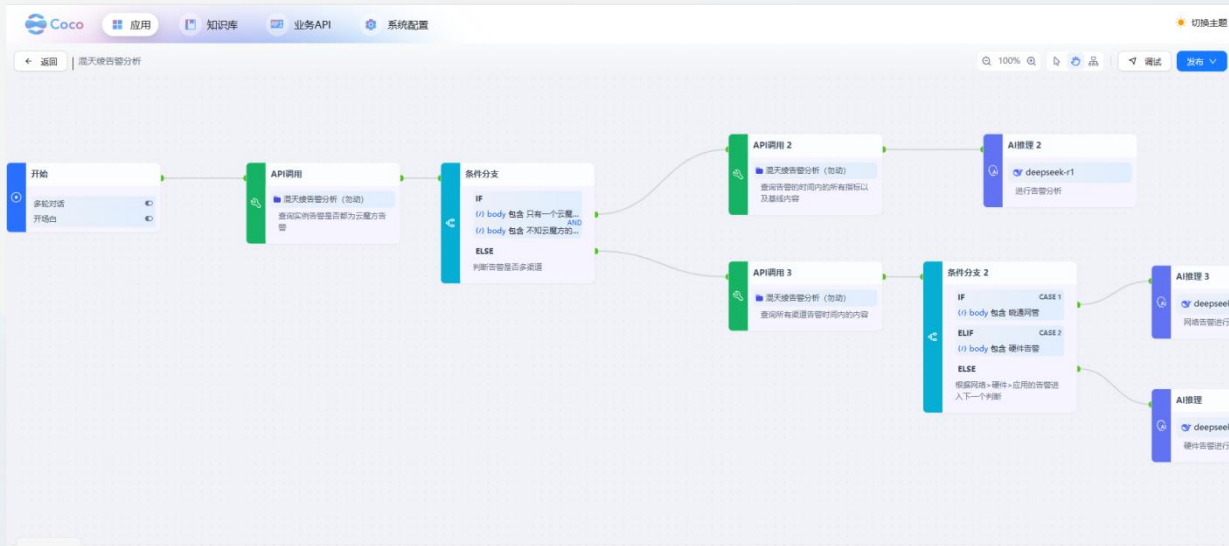 Coco
应用
知识库
业务API
系统配置
切换主题
返回
混天绫告警分析
100%
调试
发布
开始
多轮对话
开场白
API调用
混天绫告警分析（勿动）
查询实例告警是否都为云魔方告
警
条件分支
IF
body 包含 只有一个云魔...
AND
body 包含 不知云魔方的...
ELSE
判断告警是否多渠道
API调用 2
混天绫告警分析（勿动）
查询告警的时间内的所有指标以
及基线内容
AI推理 2
deepseek-r1
进行告警分析
API调用 3
混天绫告警分析（勿动）
查询所有渠道告警时间内的内容
条件分支 2
IF
CASE 1
body 包含 晓通网管
ELIF
CASE 2
body 包含 硬件告警
ELSE
根据网络>硬件>应用的告警进
入下一个判断
AI推理 3
deepseek
网络告警进行
AI推理
deepseek
硬件告警进行